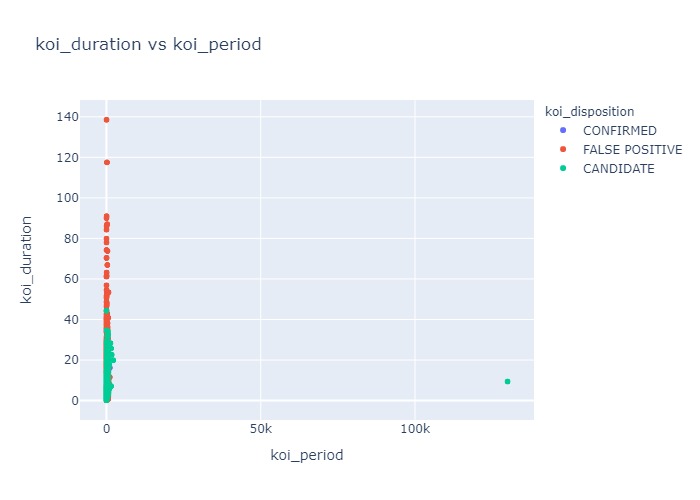 koi_duration vs koi_period
koi_disposition
CONFIRMED
FALSE POSITIVE
CANDIDATE
140
120
100
80
60
40
20
0
koi_duration
0
50k
100k
koi_period